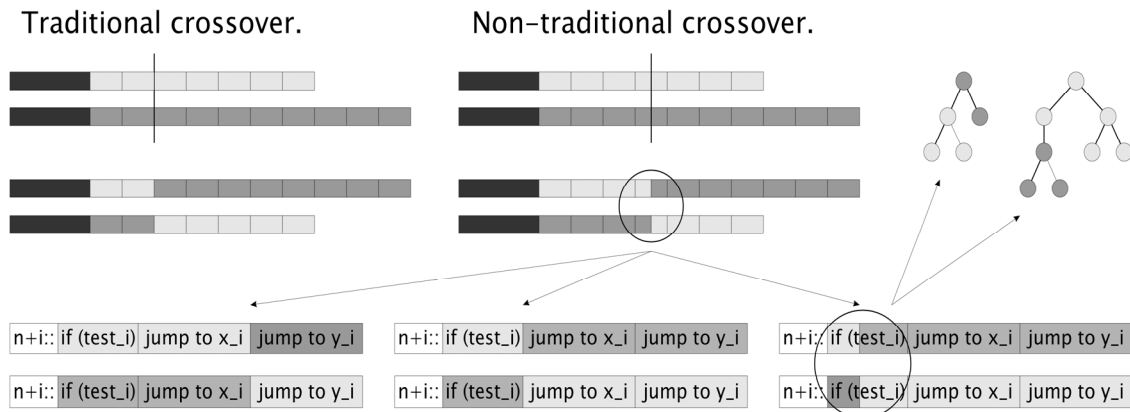 Traditional crossover.
Non-traditional crossover.
n+i:: if (test_i) jump to x_i jump to y_i
n+i:: if (test_i) jump to x_i jump to y_i
n+i:: if (test_i) jump to x_i jump to y_i
n+i:: if (test_i) jump to x_i jump to y_i
n+i:: if (test_i) jump to x_i jump to y_i
n+i:: if (test_i) jump to x_i jump to y_i